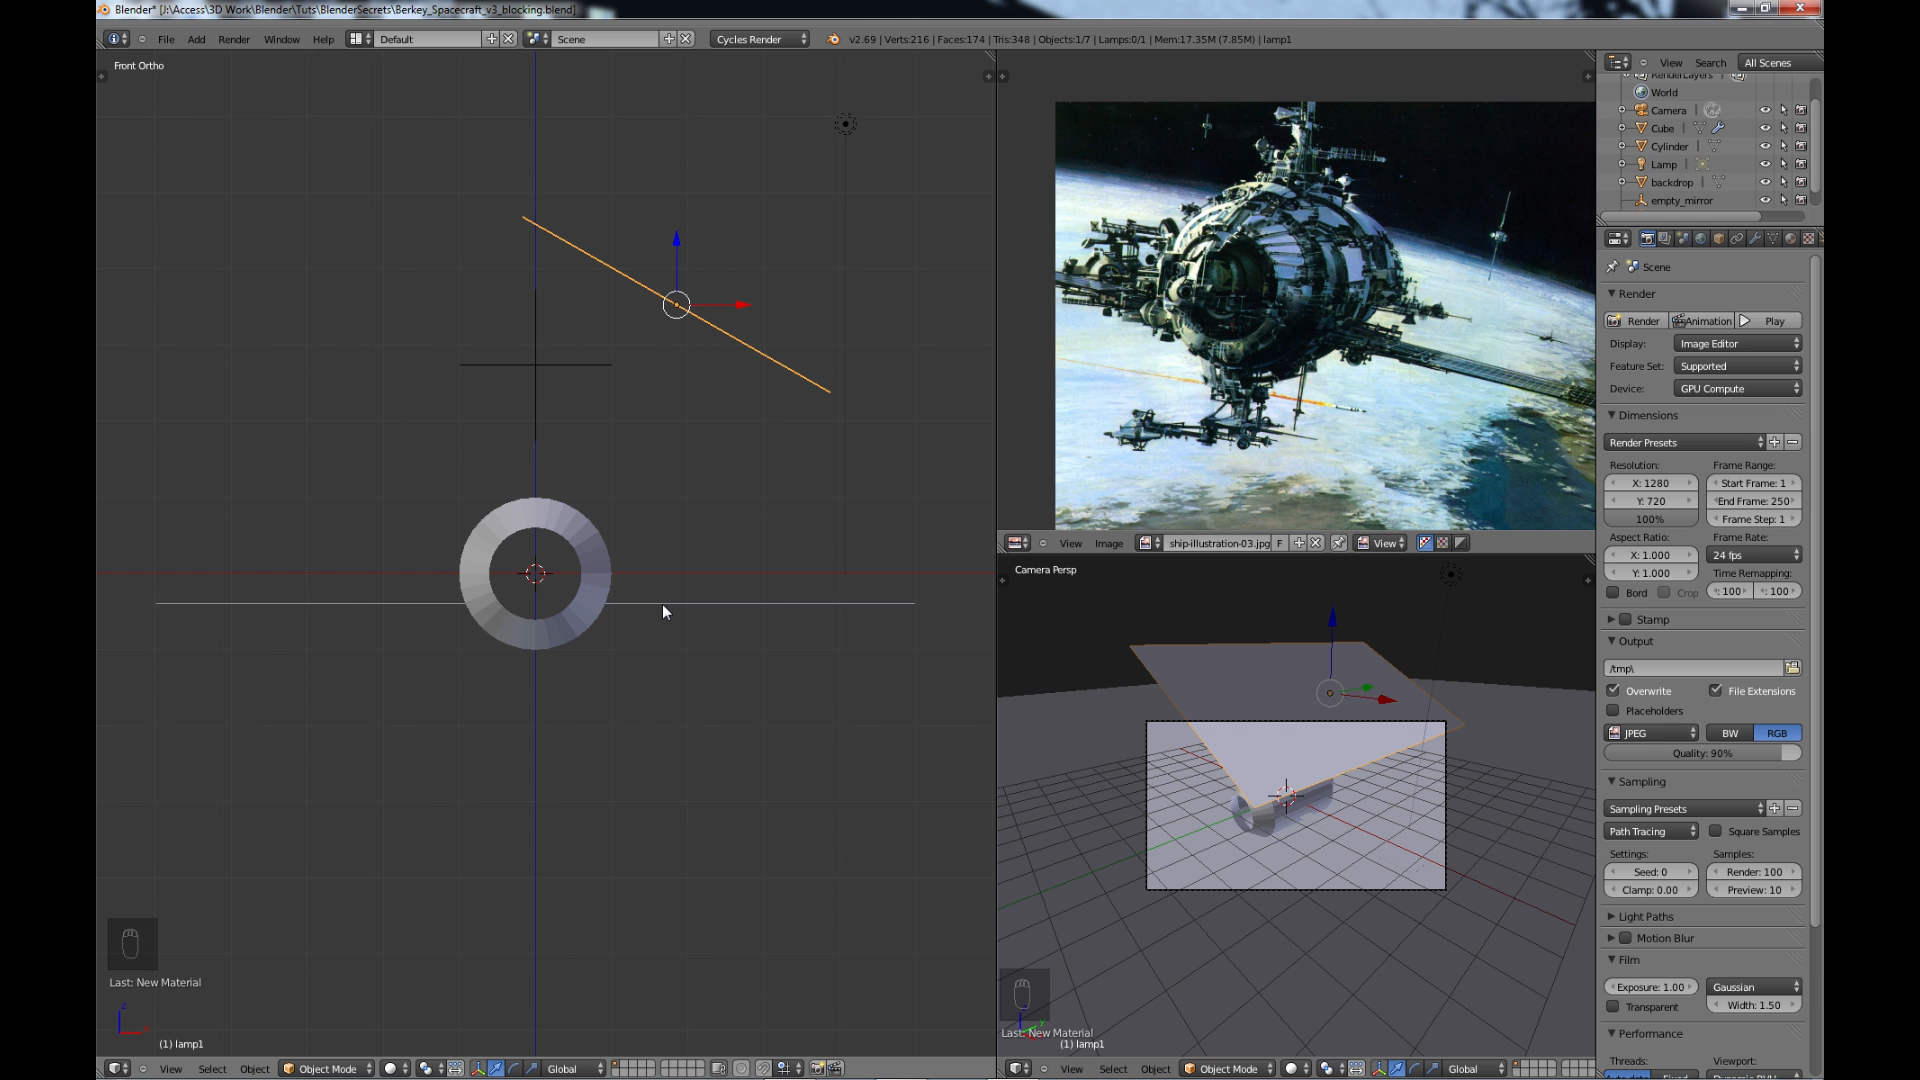 Blender* [J:\Access\3D Work\Blender\Tuts\BlenderSecrets\Berkey_Spacecraft_v3_blocking.blend]
File Add Render Window Help Default Scene Cycles Render v2.69 | Verts:216 | Faces:174 | Tris:348 | Objects:1/7 | Lamps:0/1 | Mem:17.35M (7.85M) | lamp1
Front Ortho
Last: New Material
(1) lamp1
View Select Object Object Mode Global
View Image ship-illustration-03.jpg F View
Camera Persp
Last: New Material
(1) lamp1
View Select Object Object Mode Global
View Search All Scenes
RenderLayers
World
Camera
Cube
Cylinder
Lamp
backdrop
empty_mirror
Scene
Render
Render Animation Play
Display: Image Editor
Feature Set: Supported
Device: GPU Compute
Dimensions
Render Presets
Resolution: Frame Range:
X: 1280 Start Frame: 1
Y: 720 End Frame: 250
100% Frame Step: 1
Aspect Ratio: Frame Rate:
X: 1.000 24 fps
Y: 1.000 Time Remapping:
Bord Crop : 100 : 100
Stamp
Output
/tmp\
Overwrite File Extensions
Placeholders
JPEG BW RGB
Quality: 90%
Sampling
Sampling Presets
Path Tracing Square Samples
Settings: Samples:
Seed: 0 Render: 100
Clamp: 0.00 Preview: 10
Light Paths
Motion Blur
Film
Exposure: 1.00 Gaussian
Transparent Width: 1.50
Performance
Threads: Viewport: